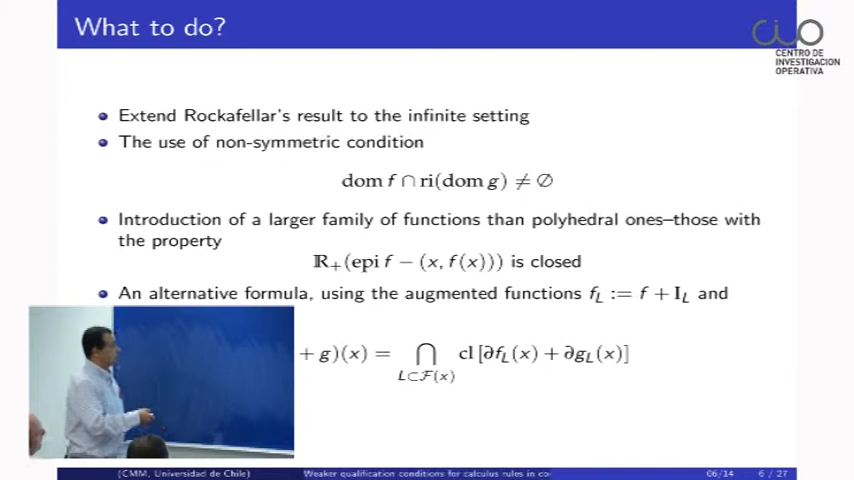 What to do?
CIO
CENTRO DE
INVESTIGACION
OPERATIVA
Extend Rockafellar's result to the infinite setting
The use of non-symmetric condition
dom f ∩ ri(dom g) ≠ ∅
Introduction of a larger family of functions than polyhedral ones–those with
the property
ℝ₊(epi f − (x, f(x))) is closed
An alternative formula, using the augmented functions f_L := f + I_L and
+ g)(x) = ⋂ cl [∂f_L(x) + ∂g_L(x)]
L⊂ℱ(x)
(CMM, Universidad de Chile) Weaker qualification conditions for calculus rules in co 06/14 6 / 27